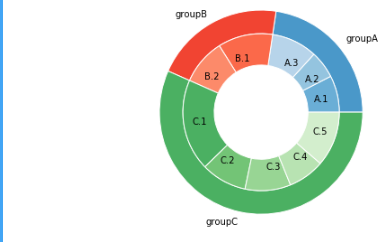 groupB
groupA
B.1
A.3
B.2
A.2
A.1
C.1
C.5
C.2
C.4
C.3
groupC